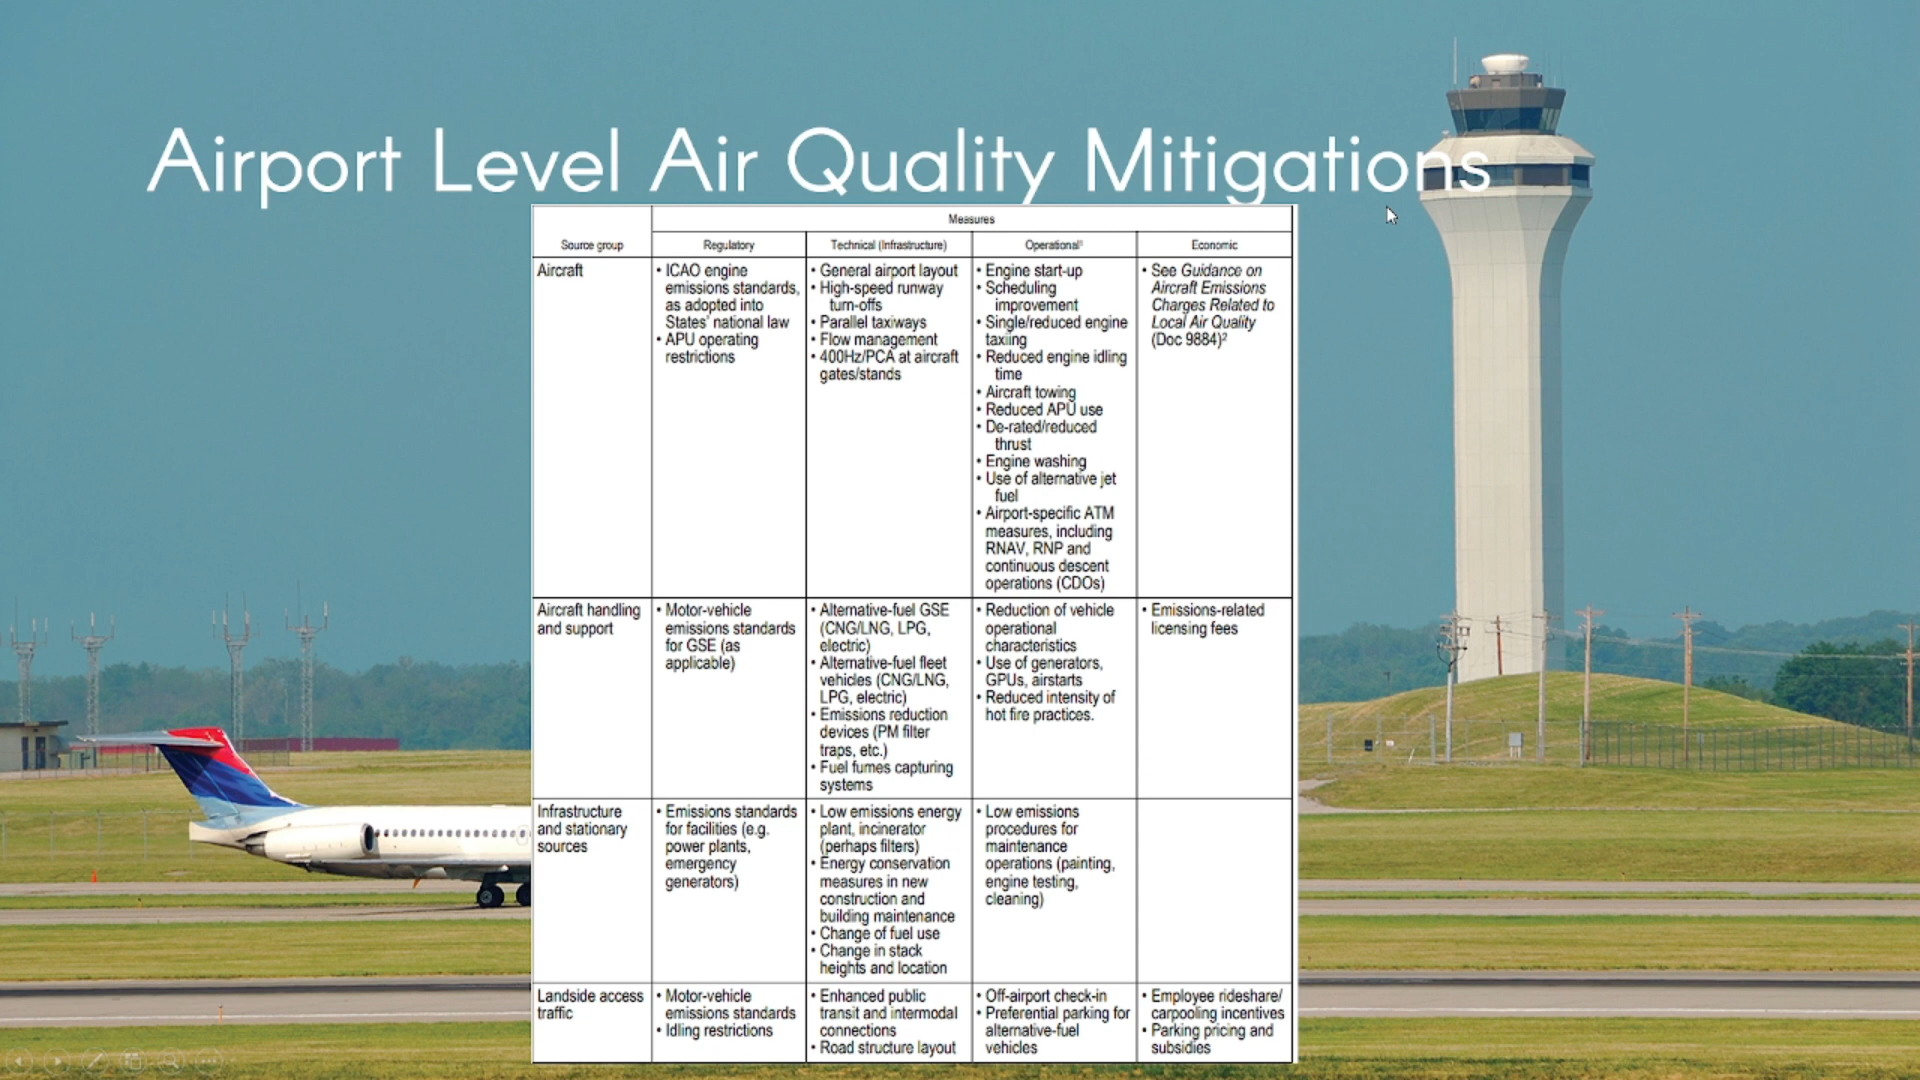 Airport Level Air Quality Mitigations
Measures
Source group
Regulatory
Technical (Infrastructure)
Operational¹
Economic
Aircraft
• ICAO engine
emissions standards,
as adopted into
States' national law
• APU operating
restrictions
• General airport layout
• High-speed runway
turn-offs
• Parallel taxiways
• Flow management
• 400Hz/PCA at aircraft
gates/stands
• Engine start-up
• Scheduling
improvement
• Single/reduced engine
taxiing
• Reduced engine idling
time
• Aircraft towing
• Reduced APU use
• De-rated/reduced
thrust
• Engine washing
• Use of alternative jet
fuel
• Airport-specific ATM
measures, including
RNAV, RNP and
continuous descent
operations (CDOs)
• See Guidance on
Aircraft Emissions
Charges Related to
Local Air Quality
(Doc 9884)²
Aircraft handling
and support
• Motor-vehicle
emissions standards
for GSE (as
applicable)
• Alternative-fuel GSE
(CNG/LNG, LPG,
electric)
• Alternative-fuel fleet
vehicles (CNG/LNG,
LPG, electric)
• Emissions reduction
devices (PM filter
traps, etc.)
• Fuel fumes capturing
systems
• Reduction of vehicle
operational
characteristics
• Use of generators,
GPUs, airstarts
• Reduced intensity of
hot fire practices.
• Emissions-related
licensing fees
Infrastructure
and stationary
sources
• Emissions standards
for facilities (e.g.
power plants,
emergency
generators)
• Low emissions energy
plant, incinerator
(perhaps filters)
• Energy conservation
measures in new
construction and
building maintenance
• Change of fuel use
• Change in stack
heights and location
• Low emissions
procedures for
maintenance
operations (painting,
engine testing,
cleaning)
Landside access
traffic
• Motor-vehicle
emissions standards
• Idling restrictions
• Enhanced public
transit and intermodal
connections
• Road structure layout
• Off-airport check-in
• Preferential parking for
alternative-fuel
vehicles
• Employee rideshare/
carpooling incentives
• Parking pricing and
subsidies